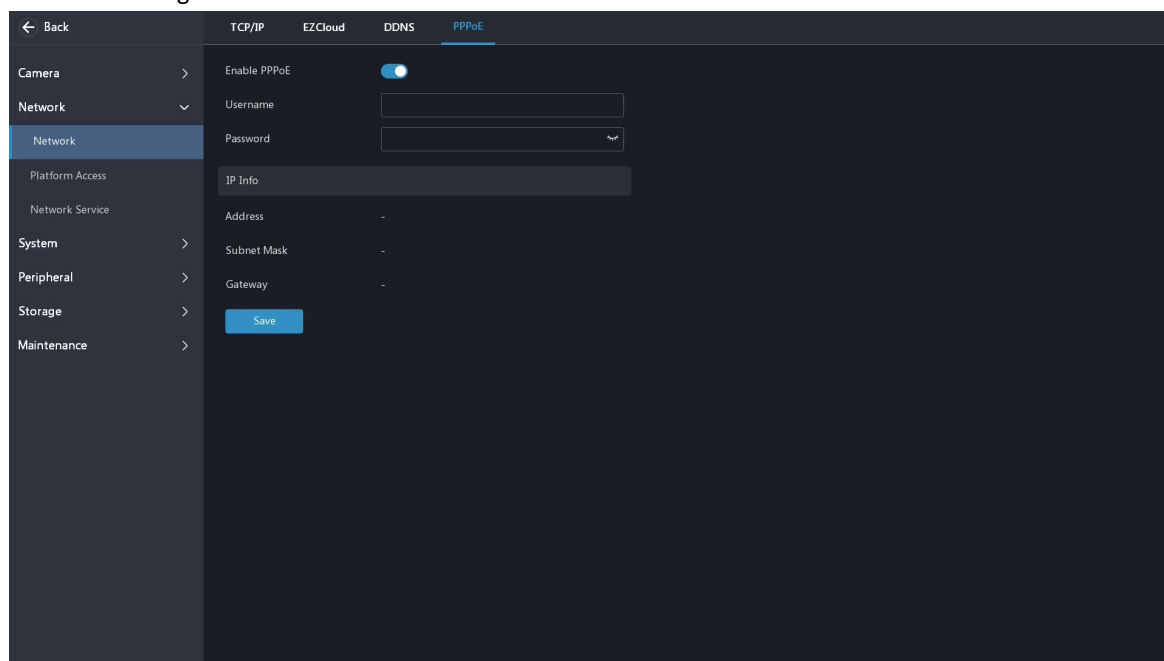 Back
TCP/IP EZCloud DDNS PPPoE
Camera
Network
Network
Platform Access
Network Service
System
Peripheral
Storage
Maintenance
Enable PPPoE
Username
Password
IP Info
Address -
Subnet Mask -
Gateway -
Save